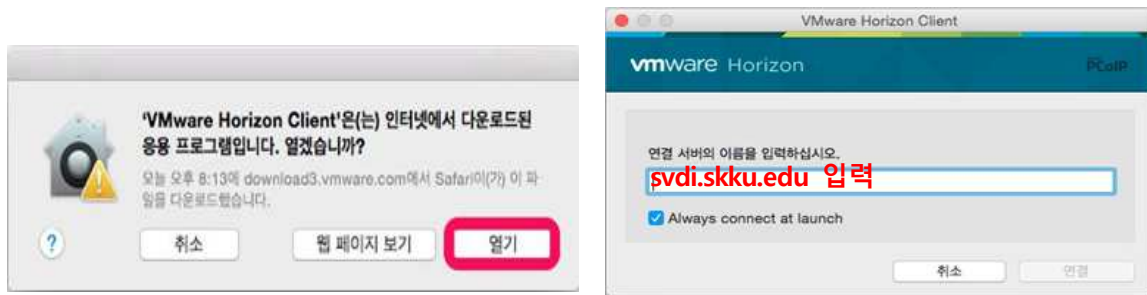 'VMware Horizon Client'은(는) 인터넷에서 다운로드된
응용 프로그램입니다. 열겠습니까?
오늘 오후 8:13에 download3.vmware.com에서 Safari이(가) 이 파
일을 다운로드했습니다.
?
취소
웹 페이지 보기
열기
VMware Horizon Client
vmware Horizon
PCoIP
연결 서버의 이름을 입력하십시오.
svdi.skku.edu 입력
Always connect at launch
취소
연결